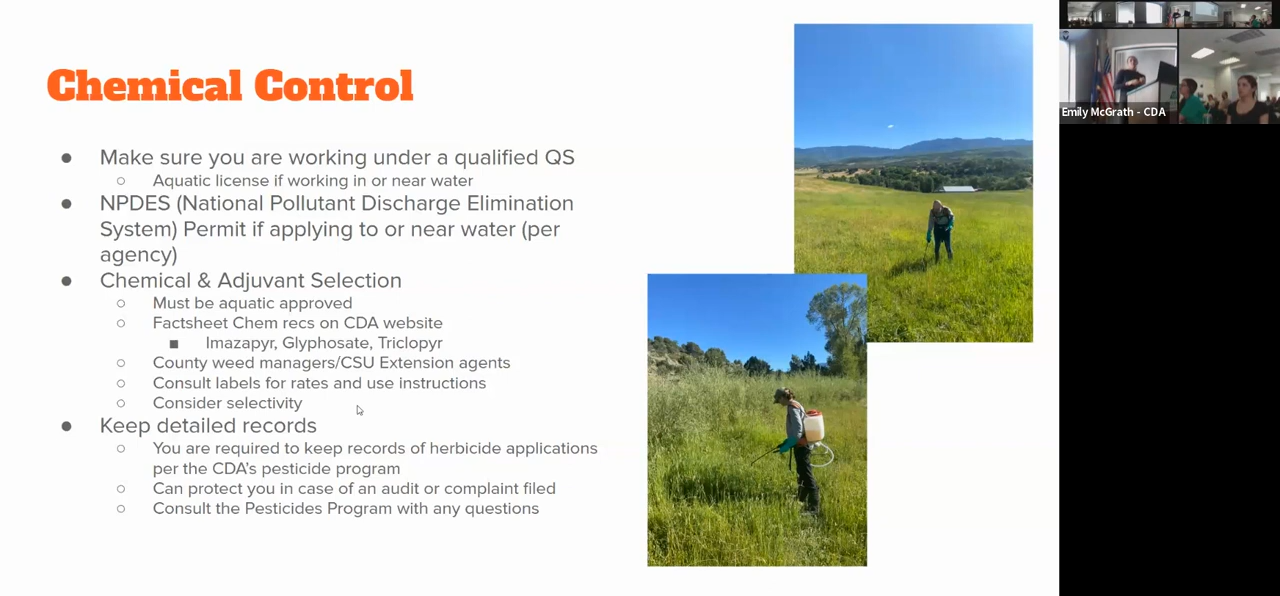 Chemical Control
● Make sure you are working under a qualified QS
○ Aquatic license if working in or near water
● NPDES (National Pollutant Discharge Elimination
System) Permit if applying to or near water (per
agency)
● Chemical & Adjuvant Selection
○ Must be aquatic approved
○ Factsheet Chem recs on CDA website
■ Imazapyr, Glyphosate, Triclopyr
○ County weed managers/CSU Extension agents
○ Consult labels for rates and use instructions
○ Consider selectivity
● Keep detailed records
○ You are required to keep records of herbicide applications
per the CDA's pesticide program
○ Can protect you in case of an audit or complaint filed
○ Consult the Pesticides Program with any questions
Emily McGrath - CDA